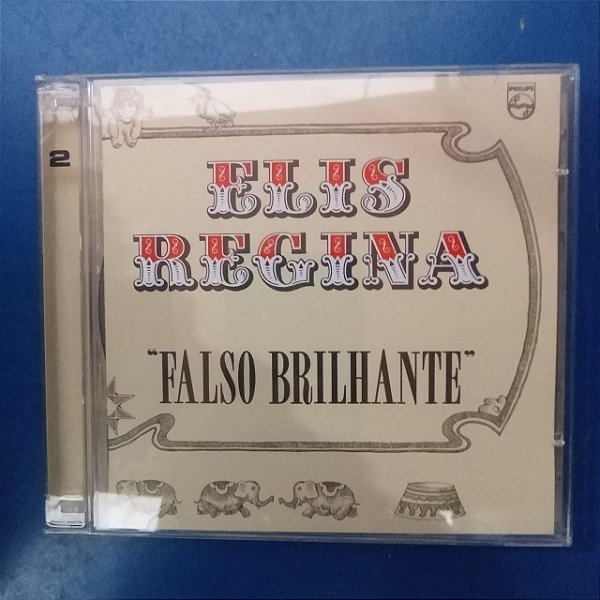 PHILIPS
2
ELIS
REGINA
"FALSO BRILHANTE"